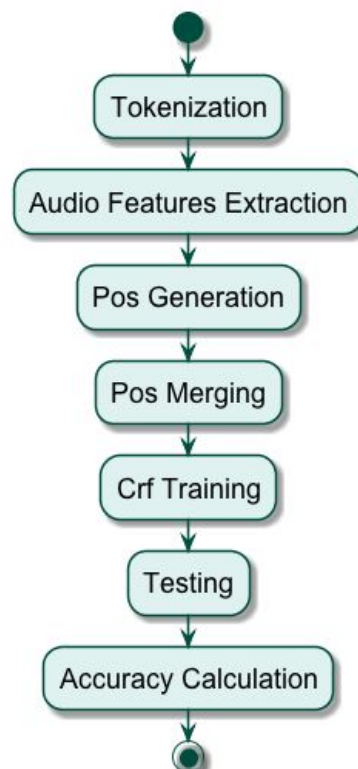 Tokenization
Audio Features Extraction
Pos Generation
Pos Merging
Crf Training
Testing
Accuracy Calculation